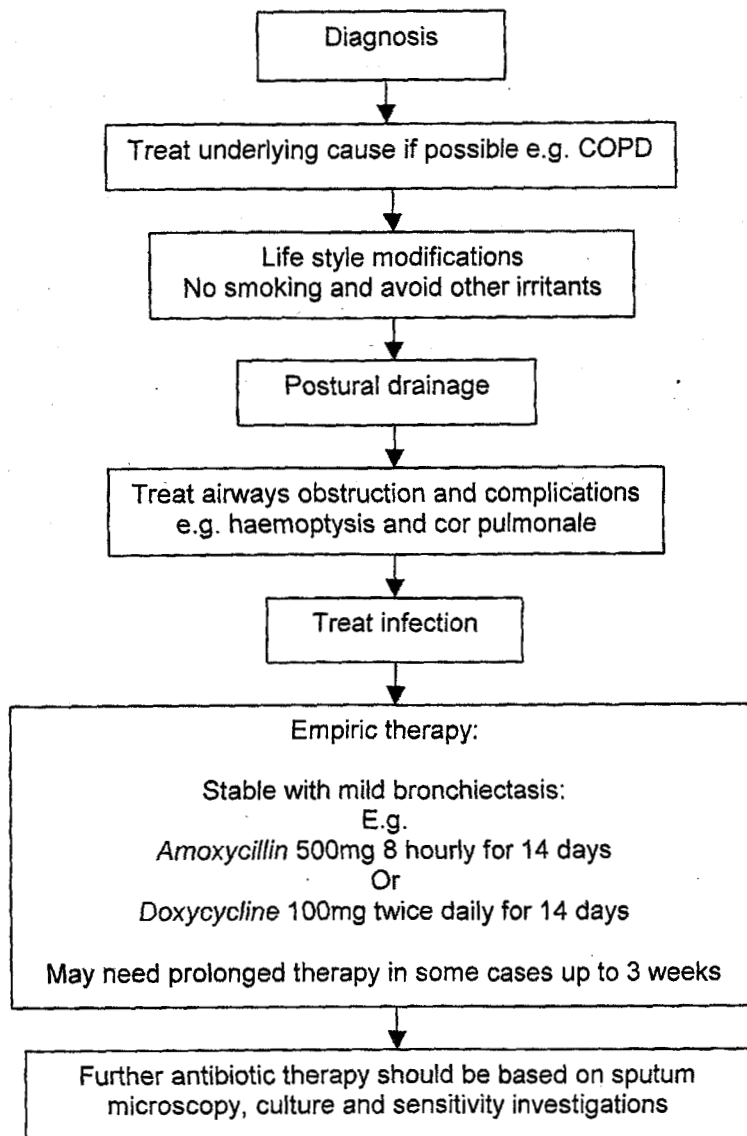 Diagnosis
Treat underlying cause if possible e.g. COPD
Life style modifications
No smoking and avoid other irritants
Postural drainage
Treat airways obstruction and complications
e.g. haemoptysis and cor pulmonale
Treat infection
Empiric therapy:
Stable with mild bronchiectasis:
E.g.
Amoxycillin 500mg 8 hourly for 14 days
Or
Doxycycline 100mg twice daily for 14 days
May need prolonged therapy in some cases up to 3 weeks
Further antibiotic therapy should be based on sputum
microscopy, culture and sensitivity investigations